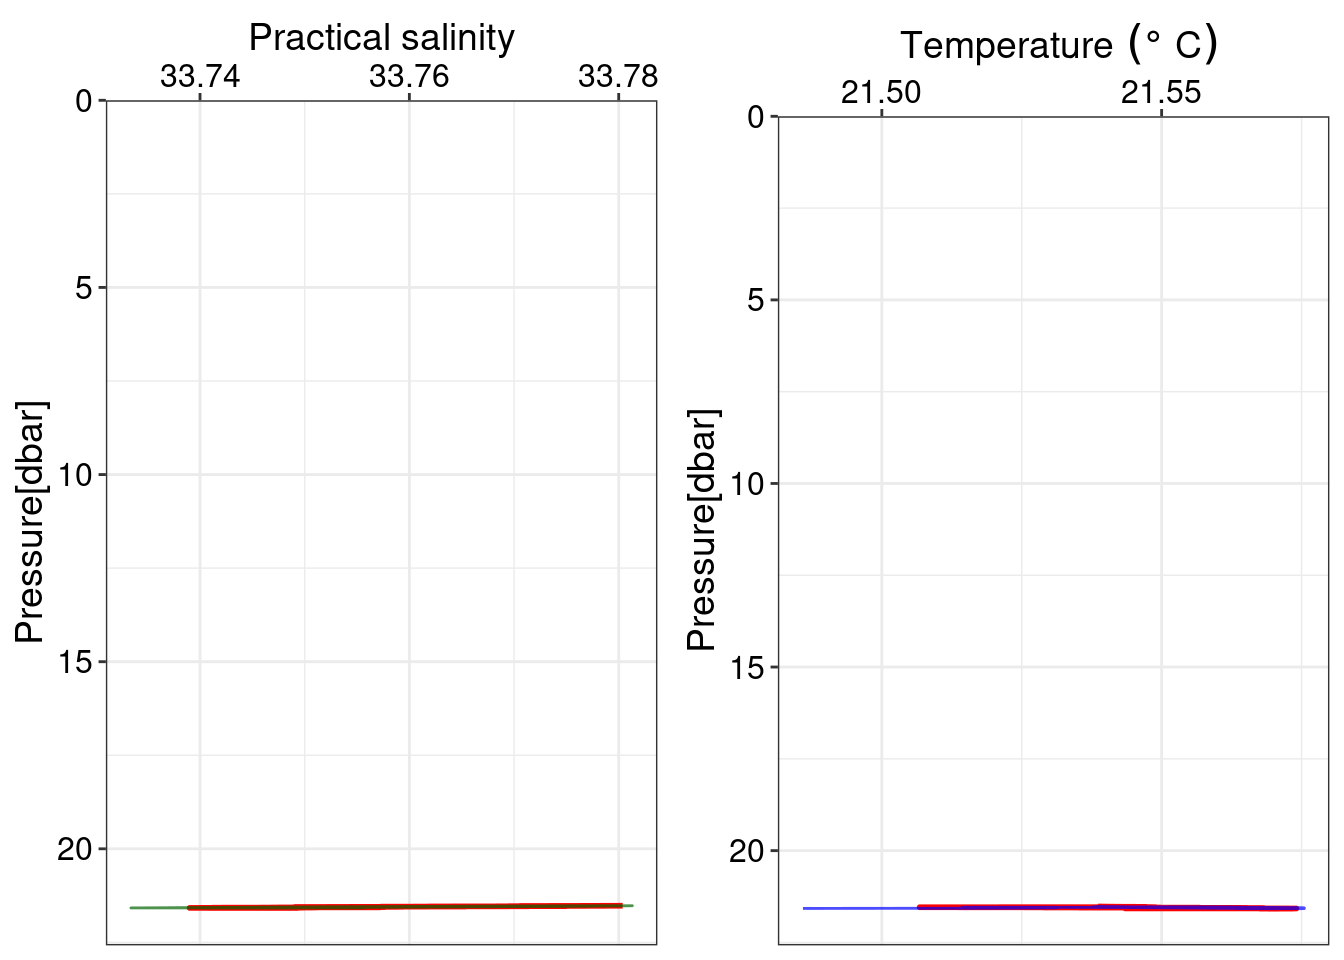 Practical salinity
33.74 33.76 33.78
0
5
10
15
20
Pressure[dbar]
Temperature (° C)
21.50 21.55
0
5
10
15
20
Pressure[dbar]